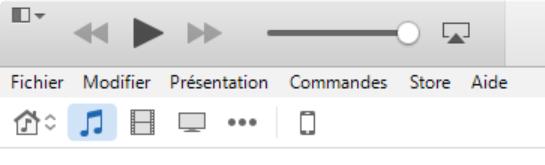 Fichier Modifier Présentation Commandes Store Aide